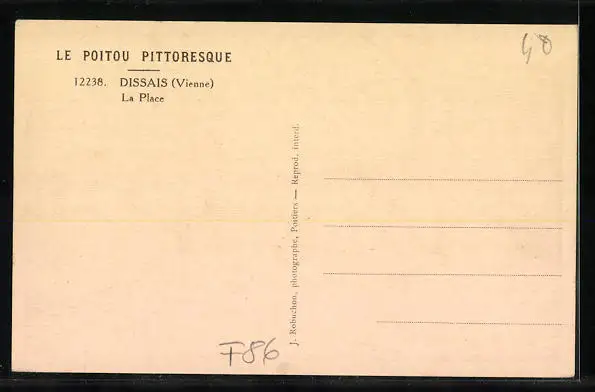 LE POITOU PITTORESQUE
12238. DISSAIS (Vienne)
La Place
J. Robuchon, photographe, Poitiers — Reprod. interd.
40
F86